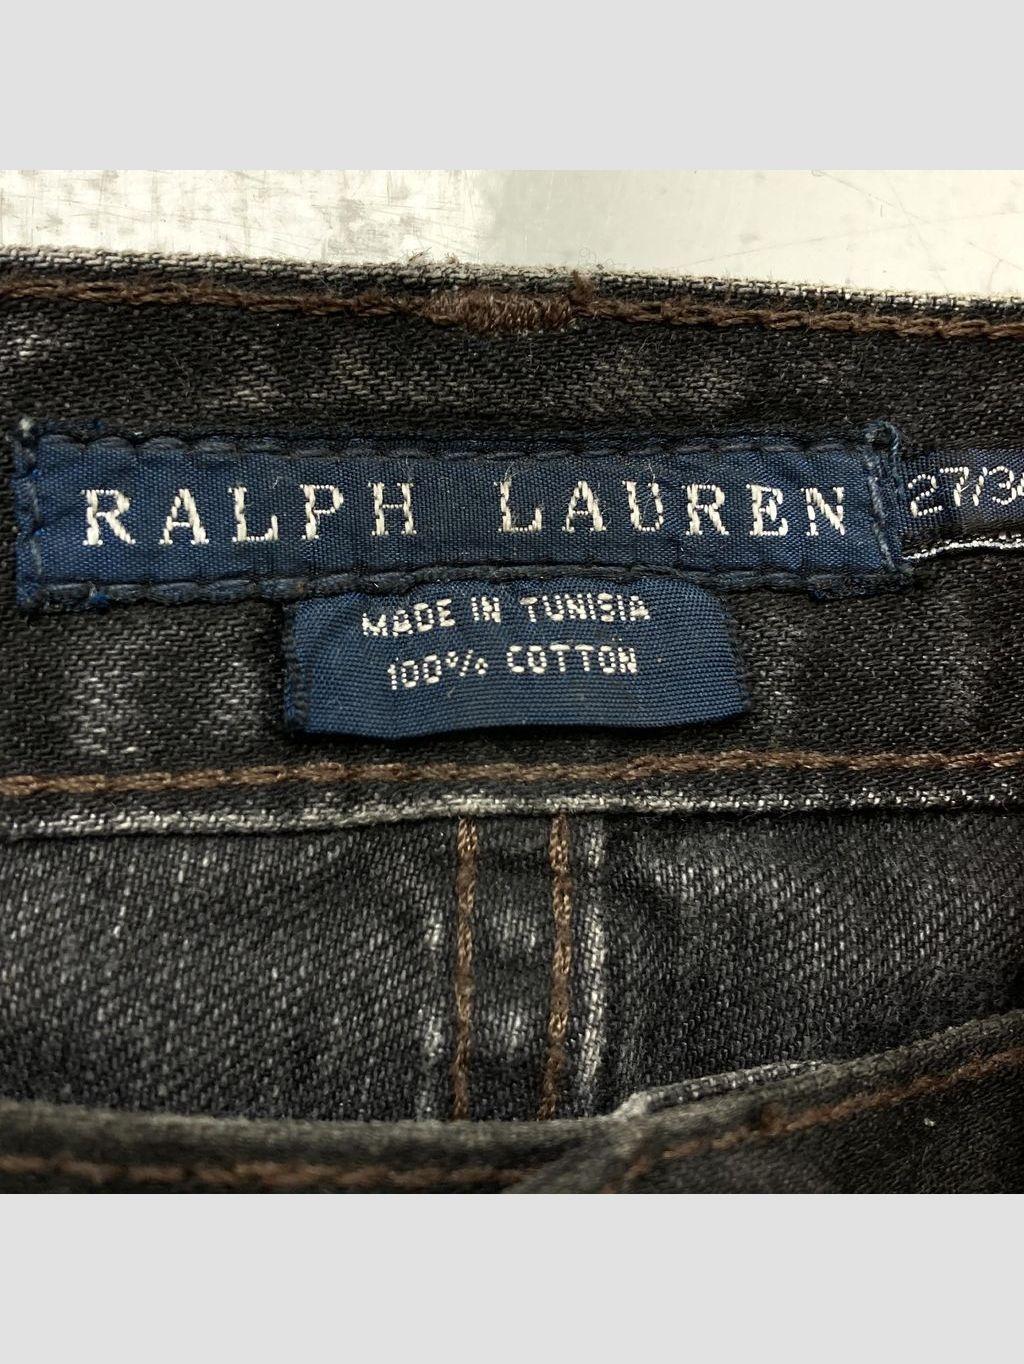 RALPH LAUREN
MADE IN TUNISIA
100% COTTON